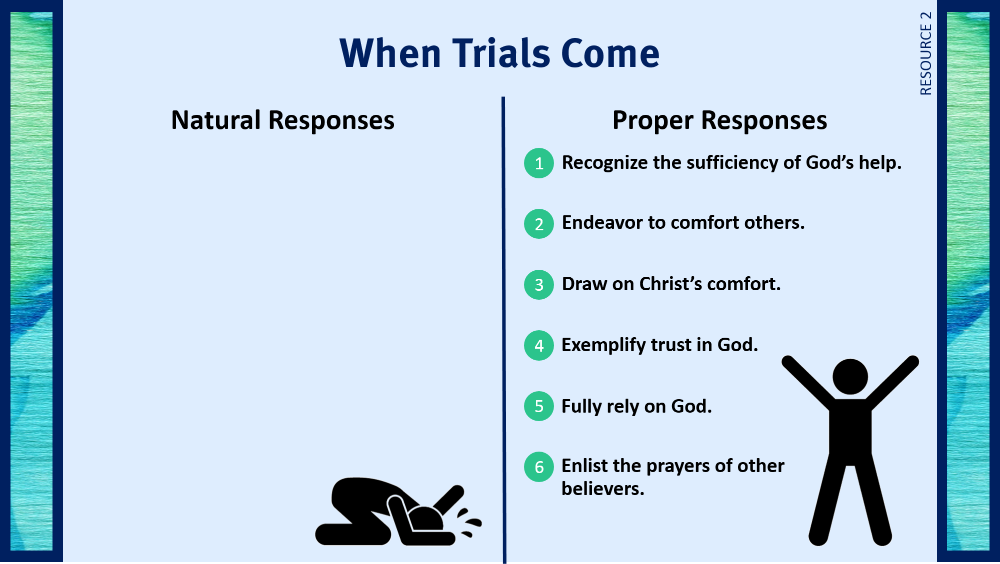 RESOURCE 2
When Trials Come
Natural Responses
Proper Responses
1 Recognize the sufficiency of God’s help.
2 Endeavor to comfort others.
3 Draw on Christ’s comfort.
4 Exemplify trust in God.
5 Fully rely on God.
6 Enlist the prayers of other
believers.